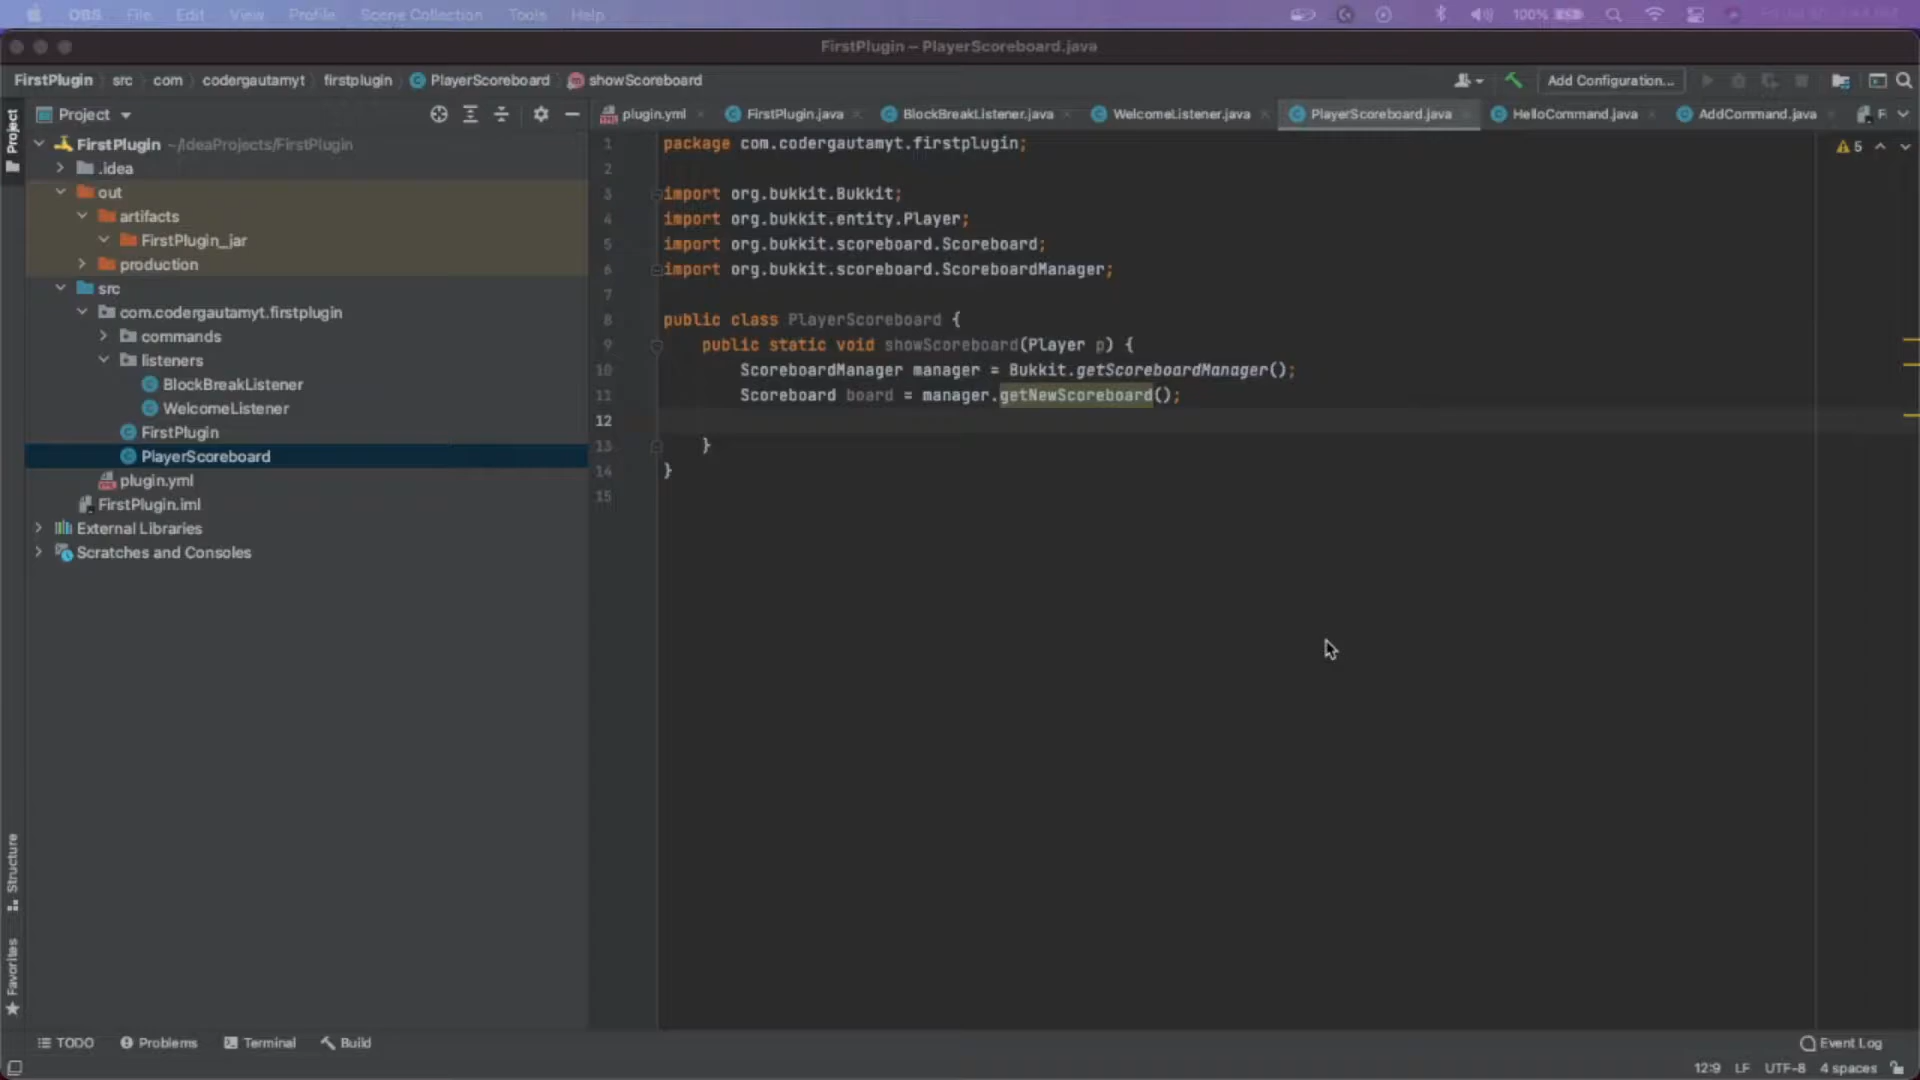 OBS File Edit View Profile Scene Collection Tools Help 100%
FirstPlugin – PlayerScoreboard.java
FirstPlugin src com codergautamyt firstplugin PlayerScoreboard showScoreboard Add Configuration...
Project plugin.yml FirstPlugin.java BlockBreakListener.java WelcomeListener.java PlayerScoreboard.java HelloCommand.java AddCommand.java F
Project
FirstPlugin ~/IdeaProjects/FirstPlugin
.idea
out
artifacts
FirstPlugin_jar
production
src
com.codergautamyt.firstplugin
commands
listeners
BlockBreakListener
WelcomeListener
FirstPlugin
PlayerScoreboard
plugin.yml
FirstPlugin.iml
External Libraries
Scratches and Consoles
1 package com.codergautamyt.firstplugin;
2
3 import org.bukkit.Bukkit;
4 import org.bukkit.entity.Player;
5 import org.bukkit.scoreboard.Scoreboard;
6 import org.bukkit.scoreboard.ScoreboardManager;
7
8 public class PlayerScoreboard {
9 public static void showScoreboard(Player p) {
10 ScoreboardManager manager = Bukkit.getScoreboardManager();
11 Scoreboard board = manager.getNewScoreboard();
12
13 }
14 }
15
5
Structure
Favorites
TODO Problems Terminal Build Event Log
12:9 LF UTF-8 4 spaces